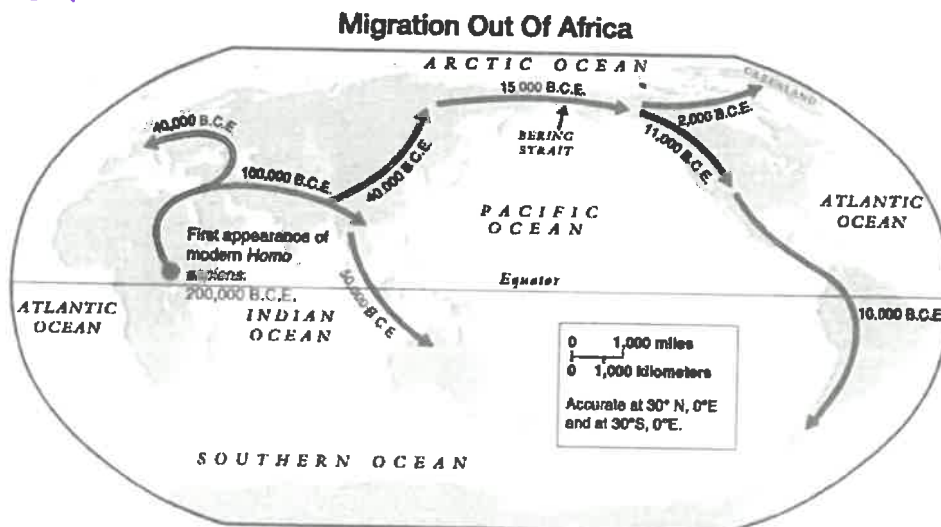 Migration Out Of Africa
ARCTIC OCEAN
GREENLAND
15 000 B.C.E.
2,000 B.C.E.
40,000 B.C.E
BERING
STRAIT
11,000 B.C.E.
40,000 B.C.E.
100,000 B.C.E.
PACIFIC
OCEAN
ATLANTIC
OCEAN
First appearance of
modern Homo
sapiens:
200,000 B.C.E.
Equator
ATLANTIC
OCEAN
INDIAN
OCEAN
50,000 B.C.E
10,000 B.C.E.
0 1,000 miles
0 1,000 kilometers
Accurate at 30° N, 0°E
and at 30°S, 0°E.
SOUTHERN OCEAN